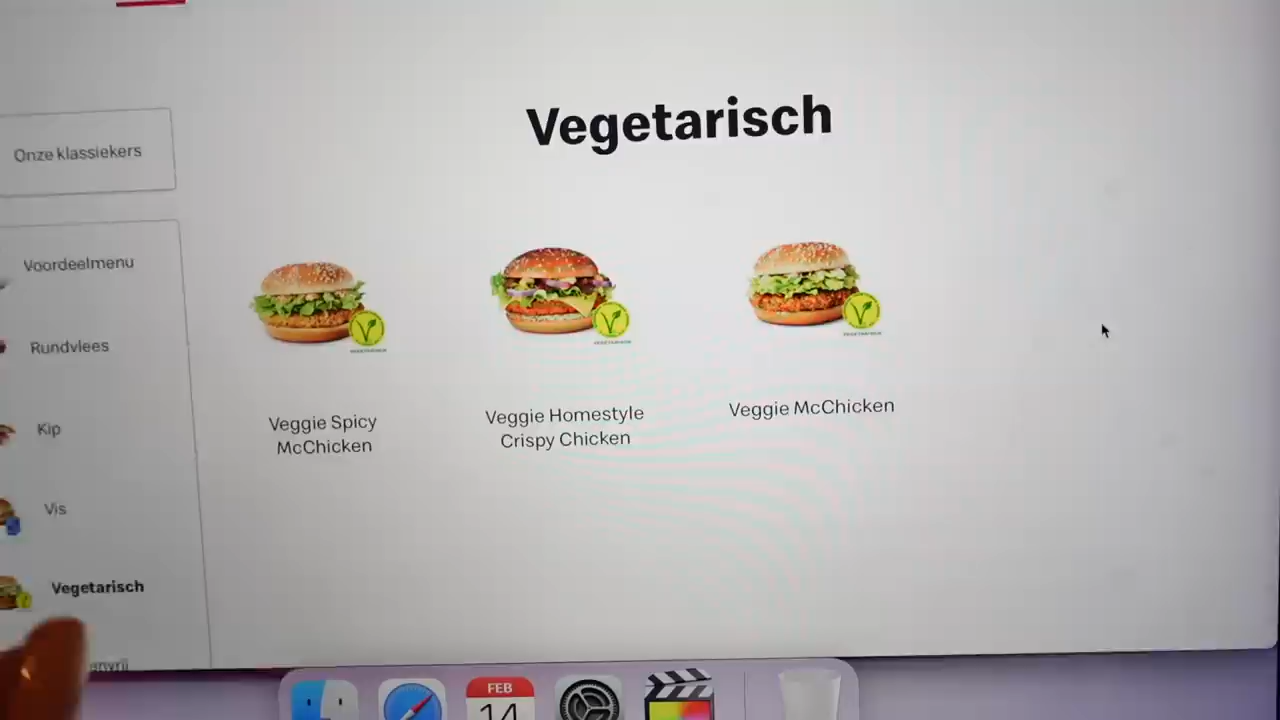 Vegetarisch
Onze klassiekers
Voordeelmenu
Rundvlees
Kip
Vis
Vegetarisch
Veggie Spicy
McChicken
Veggie Homestyle
Crispy Chicken
Veggie McChicken
FEB
14